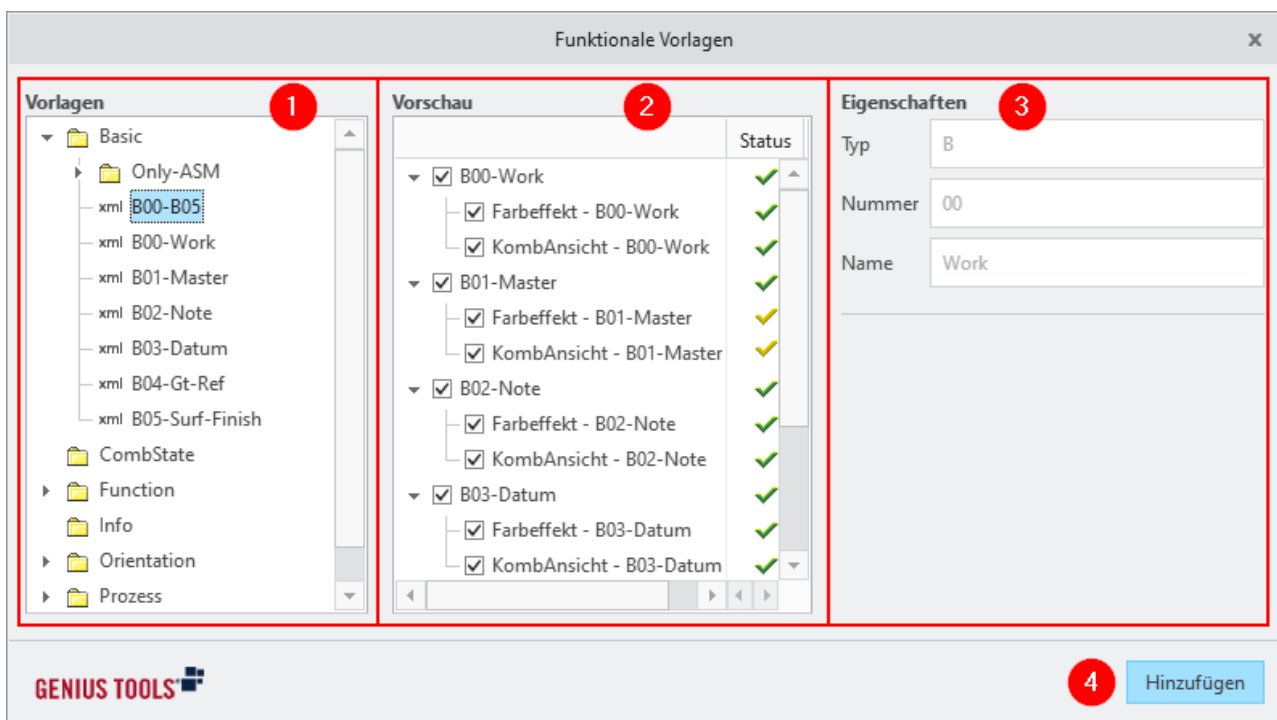 Funktionale Vorlagen
Vorlagen 1
Basic
Only-ASM
xml B00-B05
xml B00-Work
xml B01-Master
xml B02-Note
xml B03-Datum
xml B04-Gt-Ref
xml B05-Surf-Finish
CombState
Function
Info
Orientation
Prozess
Vorschau 2
Status
B00-Work
Farbeffekt - B00-Work
KombAnsicht - B00-Work
B01-Master
Farbeffekt - B01-Master
KombAnsicht - B01-Master
B02-Note
Farbeffekt - B02-Note
KombAnsicht - B02-Note
B03-Datum
Farbeffekt - B03-Datum
KombAnsicht - B03-Datum
Eigenschaften 3
Typ B
Nummer 00
Name Work
GENIUS TOOLS
4 Hinzufügen